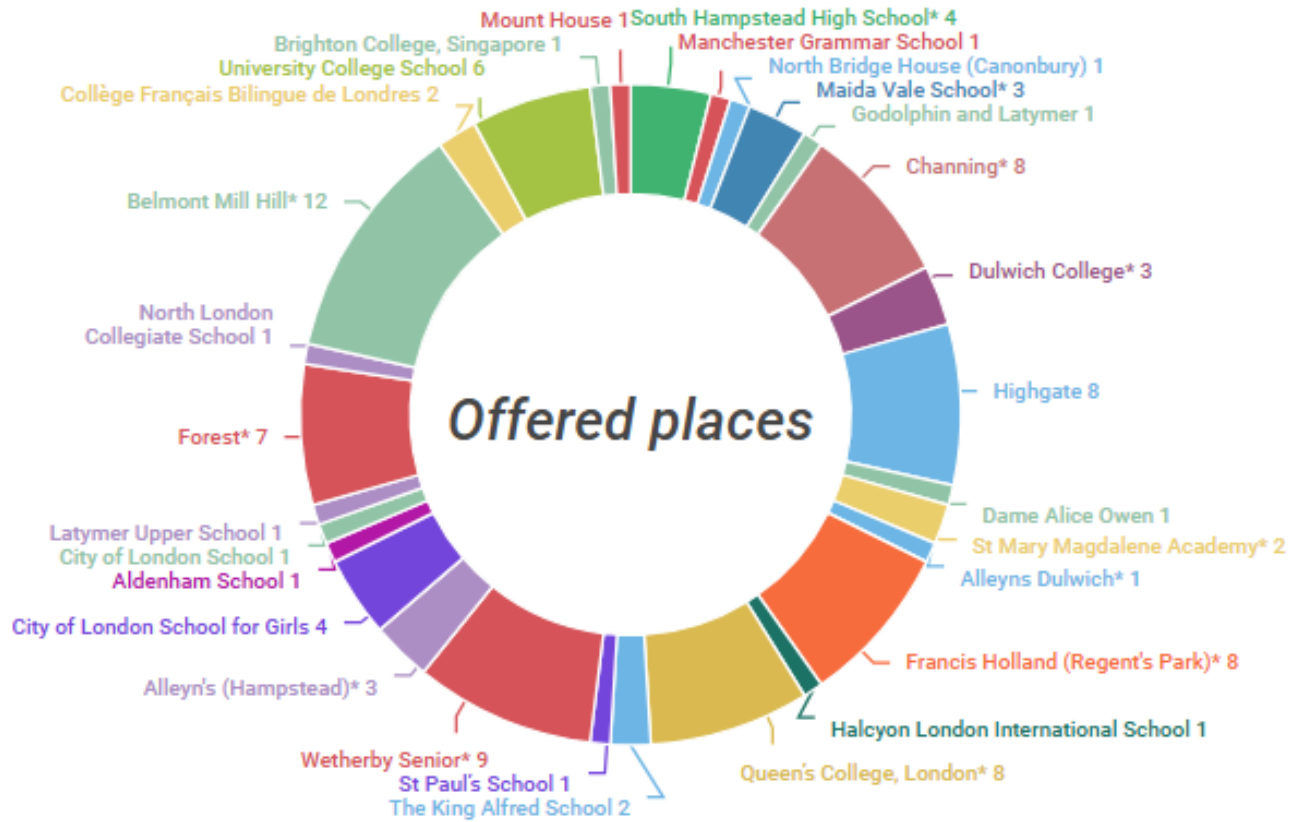 Mount House 1
South Hampstead High School* 4
Brighton College, Singapore 1
Manchester Grammar School 1
University College School 6
North Bridge House (Canonbury) 1
Collège Français Bilingue de Londres 2
Maida Vale School* 3
Godolphin and Latymer 1
Channing* 8
Belmont Mill Hill* 12
Dulwich College* 3
North London
Collegiate School 1
Highgate 8
Offered places
Forest* 7
Dame Alice Owen 1
Latymer Upper School 1
St Mary Magdalene Academy* 2
City of London School 1
Alleyns Dulwich* 1
Aldenham School 1
City of London School for Girls 4
Francis Holland (Regent's Park)* 8
Alleyn's (Hampstead)* 3
Halcyon London International School 1
Wetherby Senior* 9
Queen's College, London* 8
St Paul's School 1
The King Alfred School 2